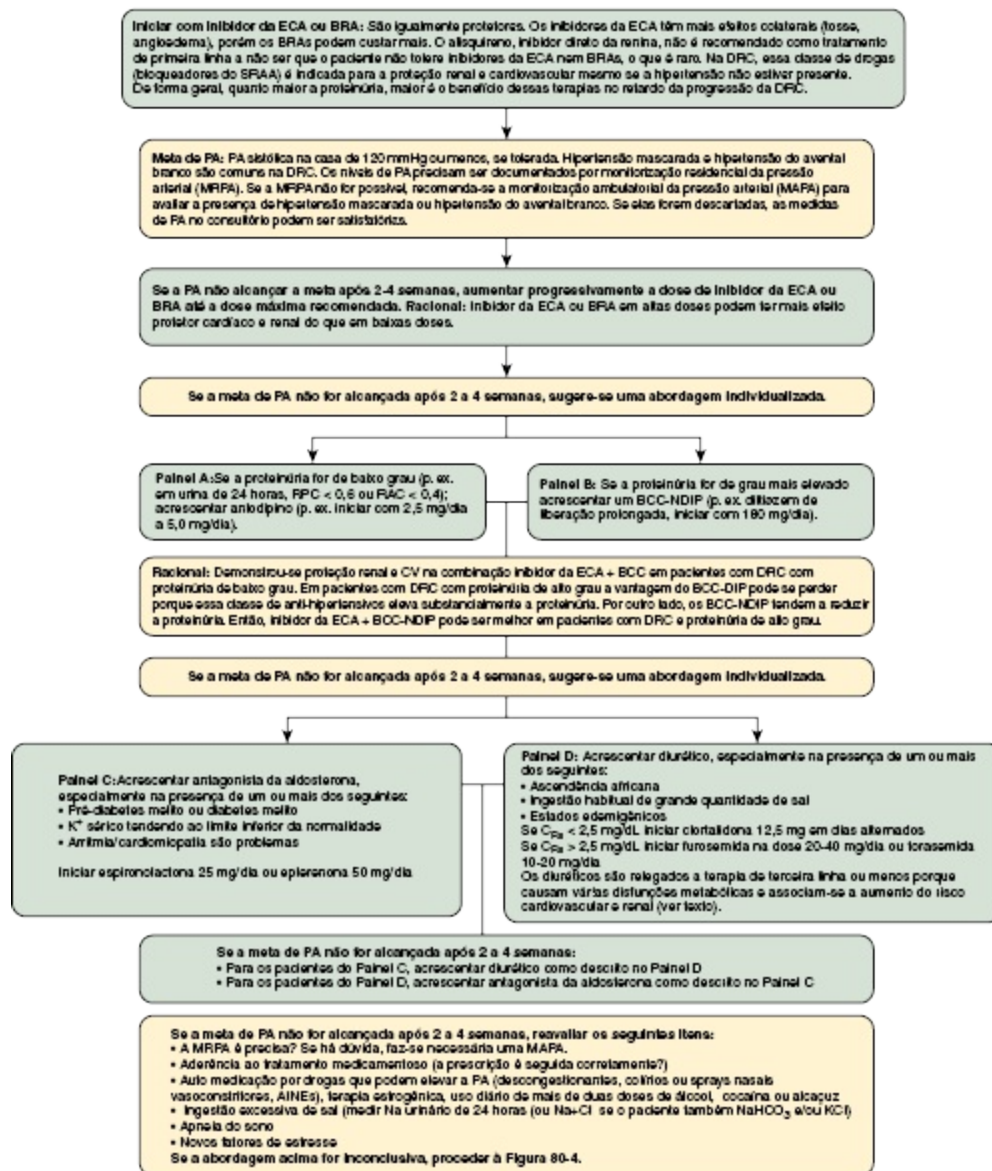 Iniciar com inibidor da ECA ou BRA: São igualmente protetores. Os inibidores da ECA têm mais efeitos colaterais (tosse,
angioedema), porém os BRAs podem custar mais. O alisquireno, inibidor direto da renina, não é recomendado como tratamento
de primeira linha a não ser que o paciente não tolere inibidores da ECA nem BRAs, o que é raro. Na DRC, essa classe de drogas
(bloqueadores do SRAA) é indicada para a proteção renal e cardiovascular mesmo se a hipertensão não estiver presente.
De forma geral, quanto maior a proteinúria, maior é o benefício dessas terapias no retardo da progressão da DRC.
Meta de PA: PA sistólica na casa de 120 mmHg ou menos, se tolerada. Hipertensão mascarada e hipertensão do avental
branco são comuns na DRC. Os níveis de PA precisam ser documentados por monitorização residencial da pressão
arterial (MRPA). Se a MRPA não for possível, recomenda-se a monitorização ambulatorial da pressão arterial (MAPA) para
avaliar a presença de hipertensão mascarada ou hipertensão do avental branco. Se elas forem descartadas, as medidas
de PA no consultório podem ser satisfatórias.
Se a PA não alcançar a meta após 2-4 semanas, aumentar progressivamente a dose de inibidor da ECA ou
BRA até a dose máxima recomendada. Racional: Inibidor da ECA ou BRA em altas doses podem ter mais efeito
protetor cardíaco e renal do que em baixas doses.
Se a meta de PA não for alcançada após 2 a 4 semanas, sugere-se uma abordagem individualizada.
Painel A:Se a proteinúria for de baixo grau (p. ex.
em urina de 24 horas, RPC < 0,6 ou RAC < 0,4);
acrescentar anlodipino (p. ex. iniciar com 2,5 mg/dia
a 5,0 mg/dia).
Painel B: Se a proteinúria for de grau mais elevado
acrescentar um BCC-NDIP (p. ex. diltiazem de
liberação prolongada, iniciar com 180 mg/dia).
Racional: Demonstrou-se proteção renal e CV na combinação inibidor da ECA + BCC em pacientes com DRC com
proteinúria de baixo grau. Em pacientes com DRC com proteinúria de alto grau a vantagem do BCC-DIP pode se perder
porque essa classe de anti-hipertensivos eleva substancialmente a proteinúria. Por outro lado, os BCC-NDIP tendem a reduzir
a proteinúria. Então, inibidor da ECA + BCC-NDIP pode ser melhor em pacientes com DRC e proteinúria de alto grau.
Se a meta de PA não for alcançada após 2 a 4 semanas, sugere-se uma abordagem individualizada.
Painel C:Acrescentar antagonista da aldosterona,
especialmente na presença de um ou mais dos seguintes:
• Pré-diabetes melito ou diabetes melito
• K⁺ sérico tendendo ao limite inferior da normalidade
• Arritmia/cardiomiopatia são problemas
Iniciar espironolactona 25 mg/dia ou eplerenona 50 mg/dia
Painel D: Acrescentar diurético, especialmente na presença de um ou mais
dos seguintes:
• Ascendência africana
• Ingestão habitual de grande quantidade de sal
• Estados edemigênicos
Se C < 2,5 mg/dL iniciar clortalidona 12,5 mg em dias alternados
Se C > 2,5 mg/dL iniciar furosemida na dose 20-40 mg/dia ou torasemida
10-20 mg/dia
Os diuréticos são relegados a terapia de terceira linha ou menos porque
causam várias disfunções metabólicas e associam-se a aumento do risco
cardiovascular e renal (ver texto).
Se a meta de PA não for alcançada após 2 a 4 semanas:
• Para os pacientes do Painel C, acrescentar diurético como descrito no Painel D
• Para os pacientes do Painel D, acrescentar antagonista da aldosterona como descrito no Painel C
Se a meta de PA não for alcançada após 2 a 4 semanas, reavaliar os seguintes itens:
• A MRPA é precisa? Se há dúvida, faz-se necessária uma MAPA.
• Aderência ao tratamento medicamentoso (a prescrição é seguida corretamente?)
• Auto medicação por drogas que podem elevar a PA (descongestionantes, colírios ou sprays nasais
vasoconstritores, AINEs), terapia estrogênica, uso diário de mais de duas doses de álcool, cocaína ou alcaçuz
• Ingestão excessiva de sal (medir Na urinário de 24 horas (ou Na+Cl se o paciente também NaHCO₃ e/ou KCl)
• Apneia do sono
• Novos fatores de estresse
Se a abordagem acima for inconclusiva, proceder à Figura 80-4.